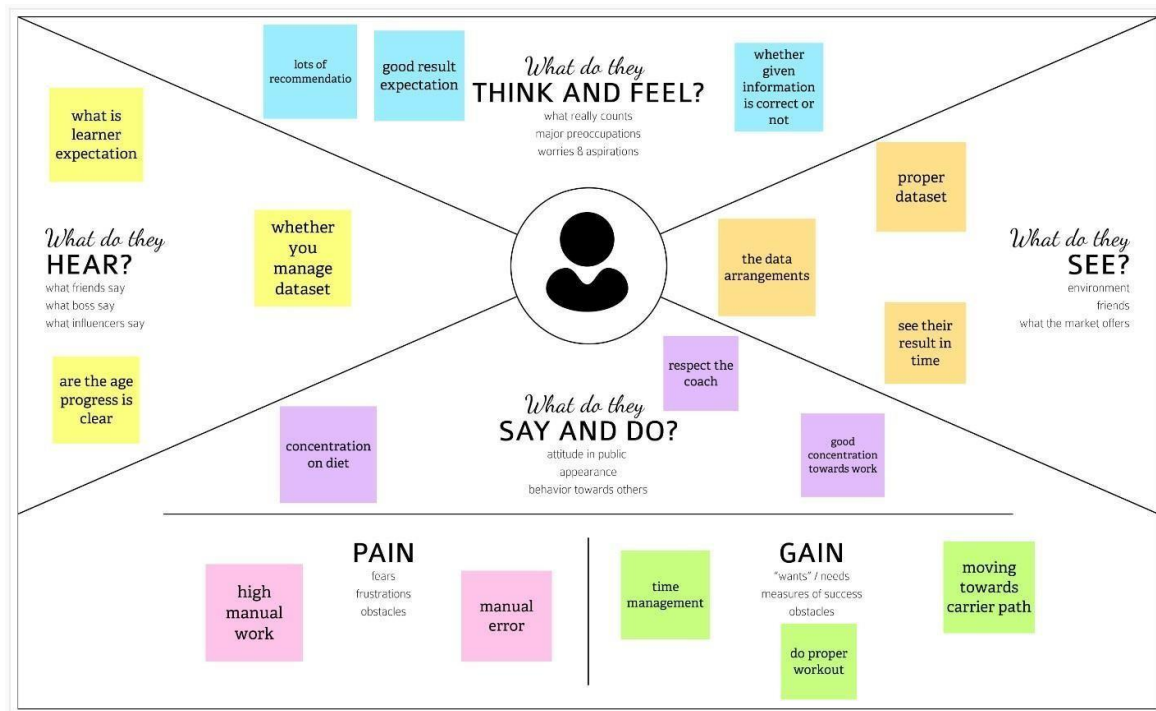 lots of
recommendatio
good result
expectation
What do they
THINK AND FEEL?
what really counts
major preoccupations
worries & aspirations
whether
given
information
is correct or
not
what is
learner
expectation
What do they
HEAR?
what friends say
what boss say
what influencers say
whether
you
manage
dataset
are the age
progress is
clear
proper
dataset
the data
arrangements
see their
result in
time
What do they
SEE?
environment
friends
what the market offers
respect the
coach
What do they
SAY AND DO?
attitude in public
appearance
behavior towards others
concentration
on diet
good
concentration
towards work
PAIN
fears
frustrations
obstacles
high
manual
work
manual
error
GAIN
"wants" / needs
measures of success
obstacles
time
management
do proper
workout
moving
towards
carrier path